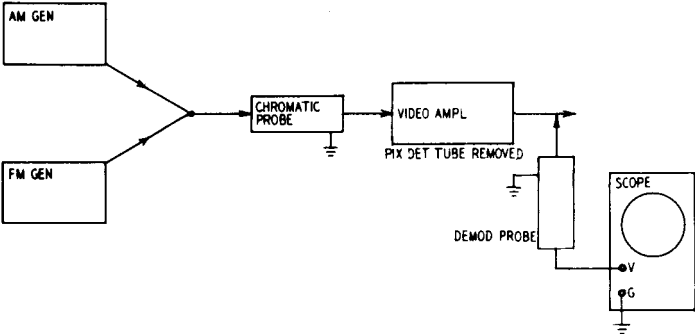 AM GEN
FM GEN
CHROMATIC
PROBE
VIDEO AMPL
PIX DET TUBE REMOVED
DEMOD PROBE
SCOPE
V
G